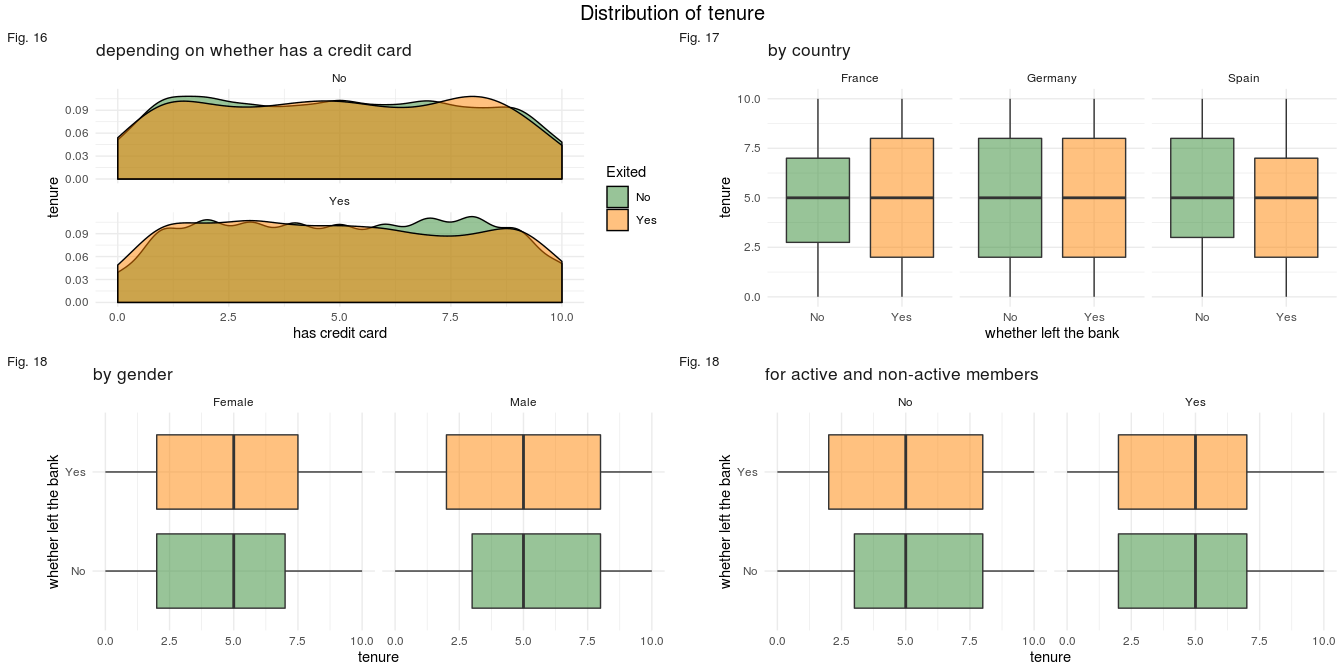 Distribution of tenure
Fig. 16
depending on whether has a credit card
No
0.09
0.06
0.03
0.00
Yes
0.09
0.06
0.03
0.00
tenure
0.0 2.5 5.0 7.5 10.0
has credit card
Exited
No
Yes
Fig. 17
by country
France Germany Spain
10.0
7.5
5.0
2.5
0.0
tenure
No Yes No Yes No Yes
whether left the bank
Fig. 18
by gender
Female Male
whether left the bank
Yes
No
0.0 2.5 5.0 7.5 10.0 0.0 2.5 5.0 7.5 10.0
tenure
Fig. 18
for active and non-active members
No Yes
whether left the bank
Yes
No
0.0 2.5 5.0 7.5 10.0 0.0 2.5 5.0 7.5 10.0
tenure